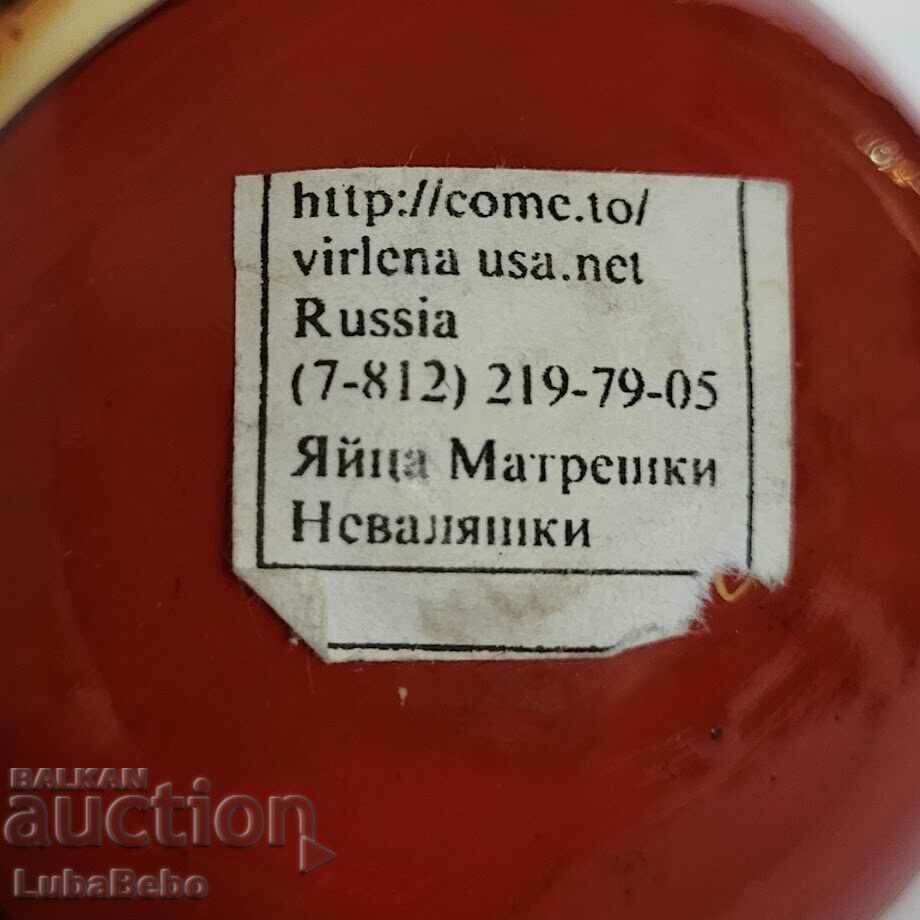 http://come.to/
virlena usa.net
Russia
(7-812) 219-79-05
Яйца Матрешки
Неваляшки
BALKAN
auction
LubaBebo